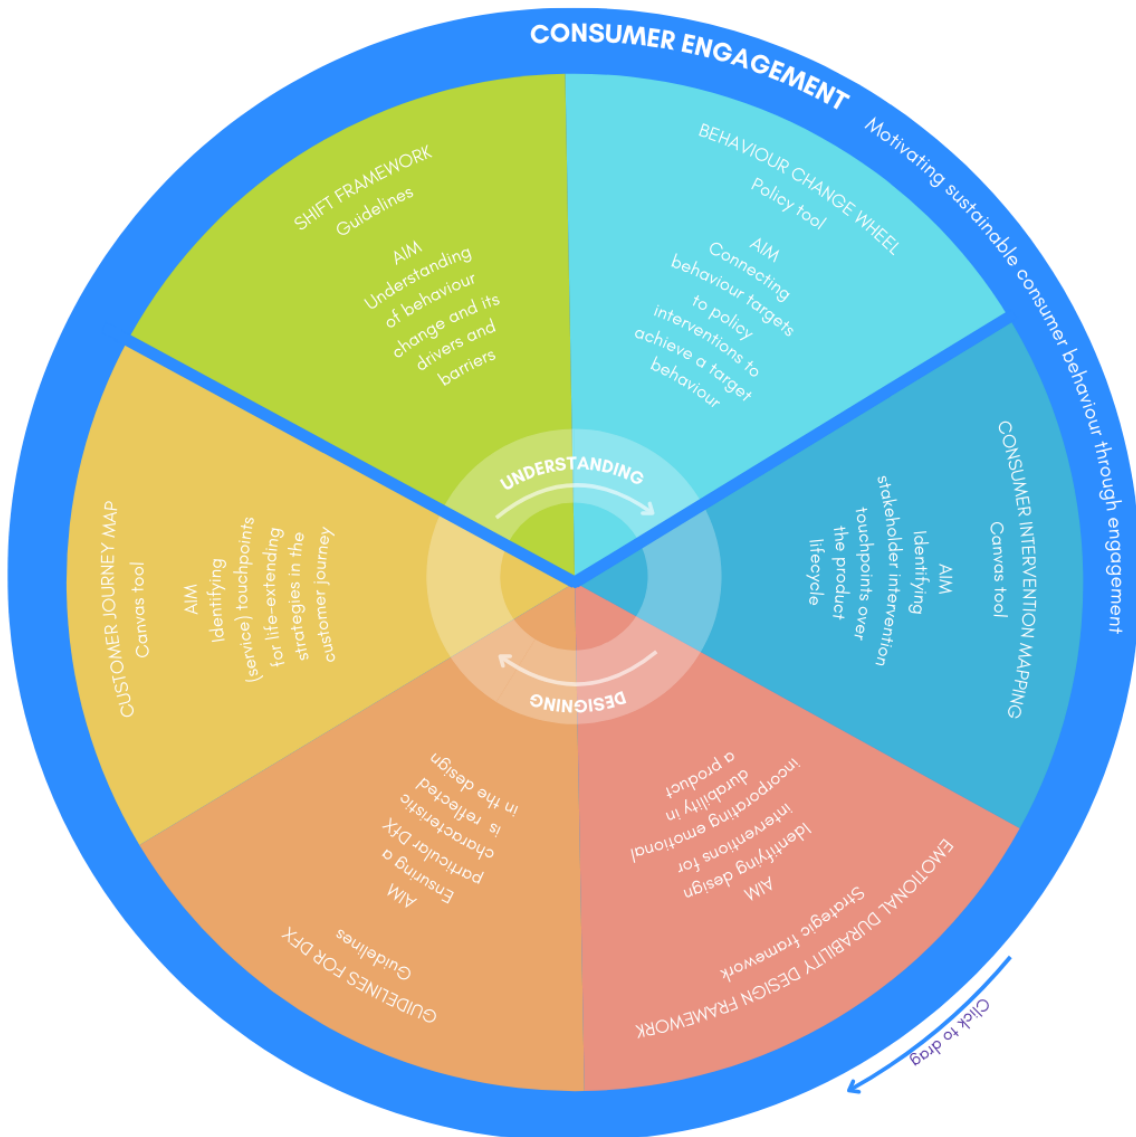 CONSUMER ENGAGEMENT
Motivating sustainable consumer behaviour through engagement
UNDERSTANDING
SHIFT FRAMEWORK
Guidelines
AIM
Understanding
of behaviour
change and its
drivers and
barriers
BEHAVIOUR CHANGE WHEEL
Policy tool
AIM
Connecting
behaviour targets
to policy
interventions to
achieve a target
behaviour
DESIGNING
CONSUMER INTERVENTION MAPPING
Canvas tool
AIM
Identifying
stakeholder intervention
touchpoints over
the product
lifecycle
EMOTIONAL DURABILITY DESIGN FRAMEWORK
Strategic framework
AIM
Identifying design
interventions for
incorporating emotional
durability in
a product
GUIDELINES FOR DFX
Guidelines
AIM
Ensuring a
particular DfX
characteristic
is reflected
in the design
CUSTOMER JOURNEY MAP
Canvas tool
AIM
Identifying
(service) touchpoints
for life-extending
strategies in the
customer journey
Click to drag